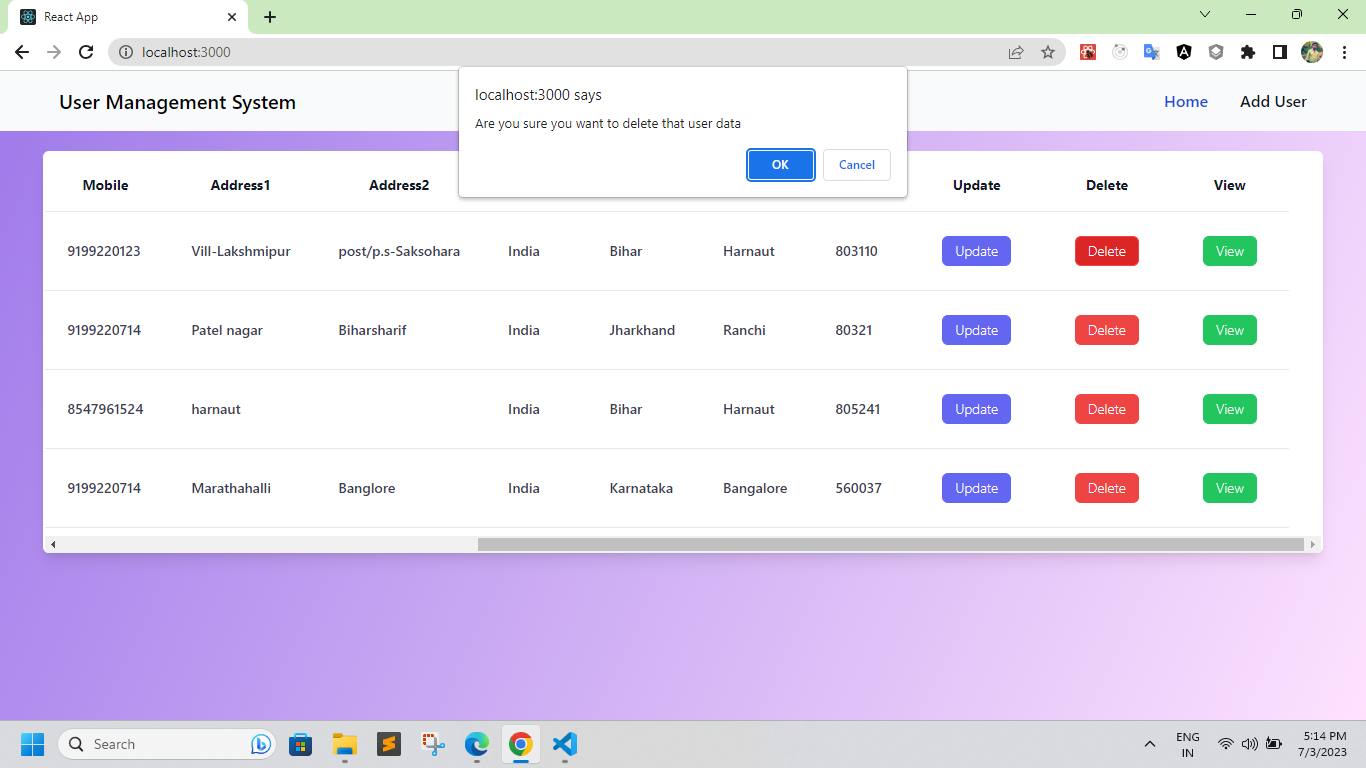 React App
localhost:3000
User Management System
Home
Add User
localhost:3000 says
Are you sure you want to delete that user data
OK
Cancel
Mobile Address1 Address2 Update Delete View
9199220123 Vill-Lakshmipur post/p.s-Saksohara India Bihar Harnaut 803110 Update Delete View
9199220714 Patel nagar Biharsharif India Jharkhand Ranchi 80321 Update Delete View
8547961524 harnaut India Bihar Harnaut 805241 Update Delete View
9199220714 Marathahalli Banglore India Karnataka Bangalore 560037 Update Delete View
Search
ENG
IN
5:14 PM
7/3/2023